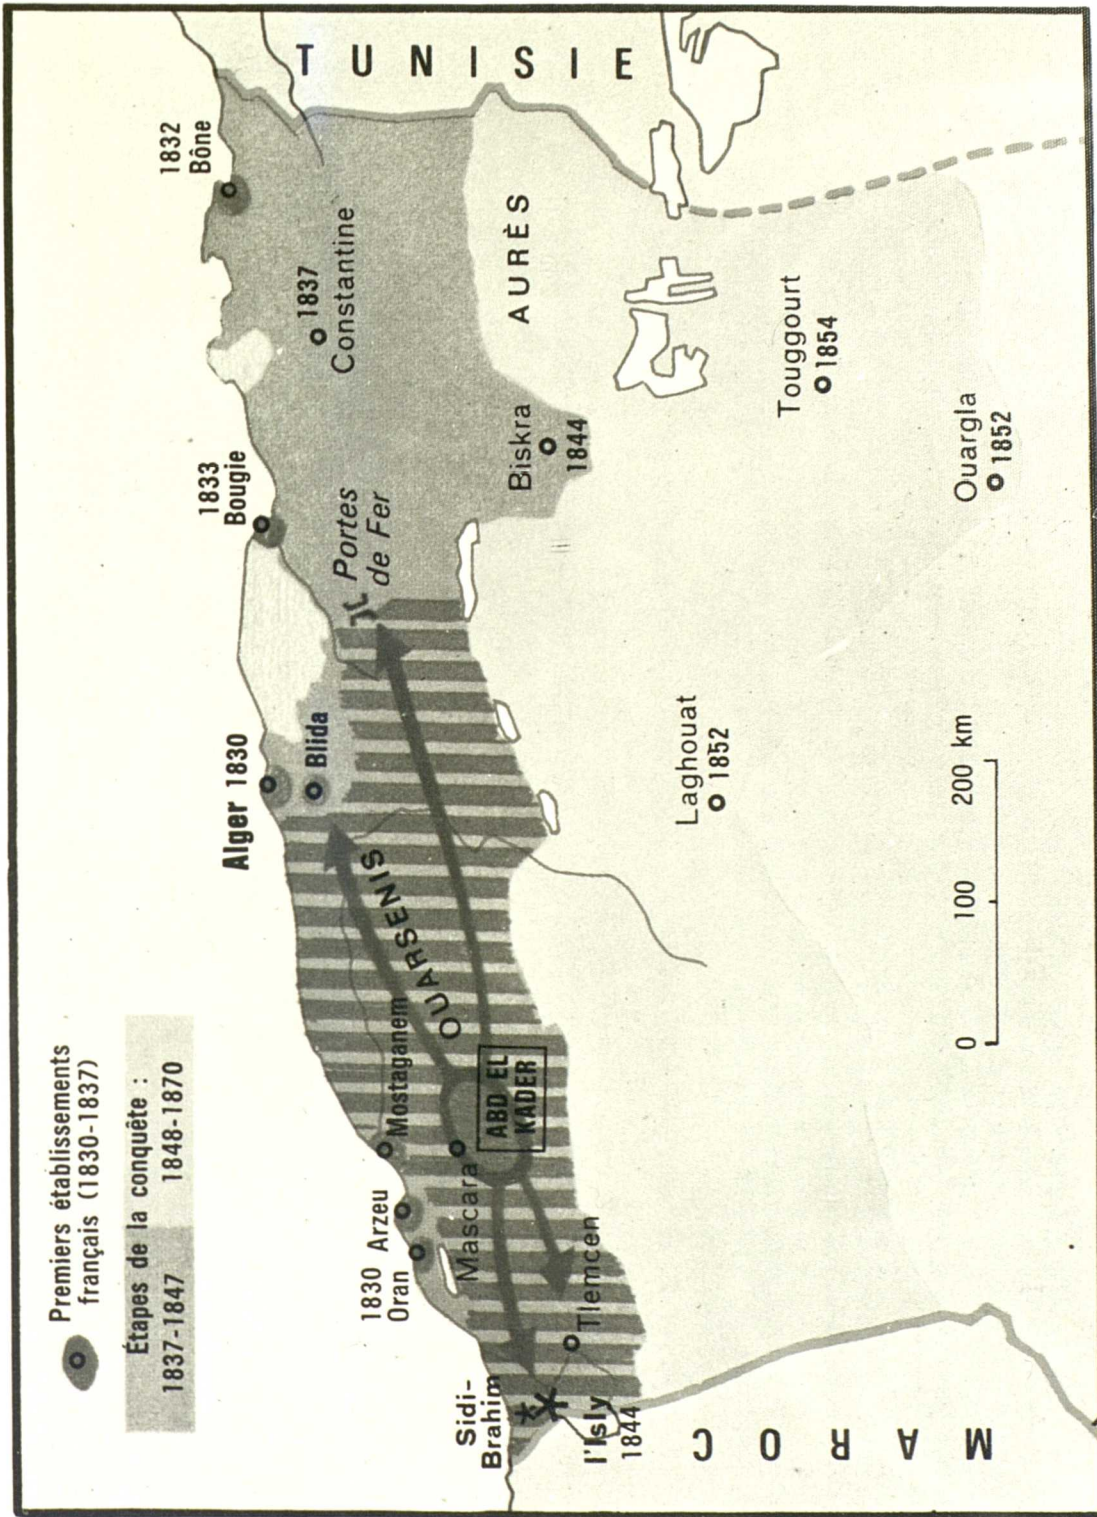 Premiers établissements
français (1830-1837)
Étapes de la conquête :
1837-1847 1848-1870
TUNISIE
1832
Bône
1837
Constantine
AURÈS
1833
Bougie
Portes
de Fer
Biskra
1844
Touggourt
1854
Ouargla
1852
Alger 1830
Blida
Laghouat
1852
OUARSENIS
Mostaganem
ABD EL
KADER
Mascara
1830 Arzeu
Oran
Tlemcen
Sidi-
Brahim
l'Isly
1844
MAROC
0 100 200 km